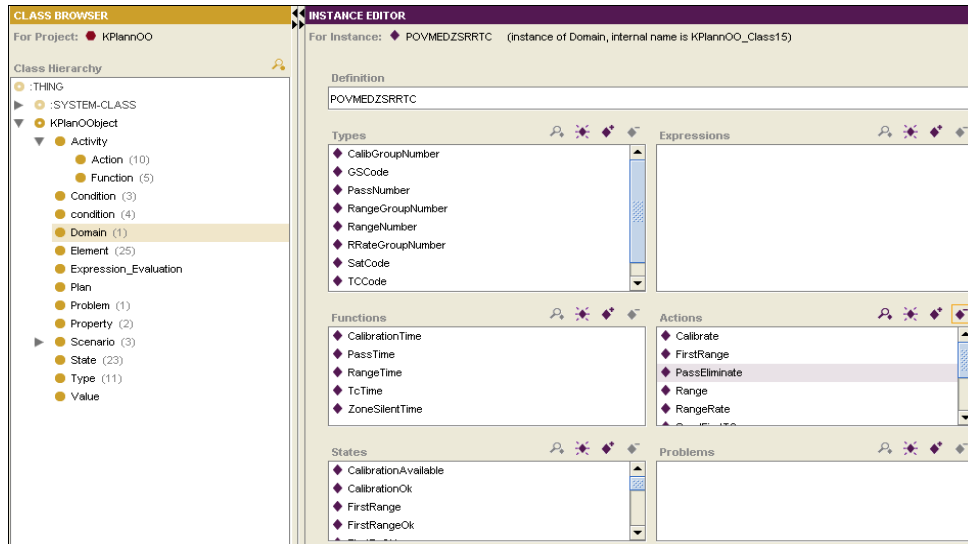 CLASS BROWSER
For Project: KPlannOO
Class Hierarchy
:THING
:SYSTEM-CLASS
KPlanOObject
Activity
Action (10)
Function (5)
Condition (3)
condition (4)
Domain (1)
Element (25)
Expression_Evaluation
Plan
Problem (1)
Property (2)
Scenario (3)
State (23)
Type (11)
Value
INSTANCE EDITOR
For Instance: POVMEDZSRRTC (instance of Domain, internal name is KPlannOO_Class15)
Definition
POVMEDZSRRTC
Types
CalibGroupNumber
GSCode
PassNumber
RangeGroupNumber
RangeNumber
RRateGroupNumber
SatCode
TCCode
Expressions
Functions
CalibrationTime
PassTime
RangeTime
TcTime
ZoneSilentTime
Actions
Calibrate
FirstRange
PassEliminate
Range
RangeRate
States
CalibrationAvailable
CalibrationOk
FirstRange
FirstRangeOk
Problems